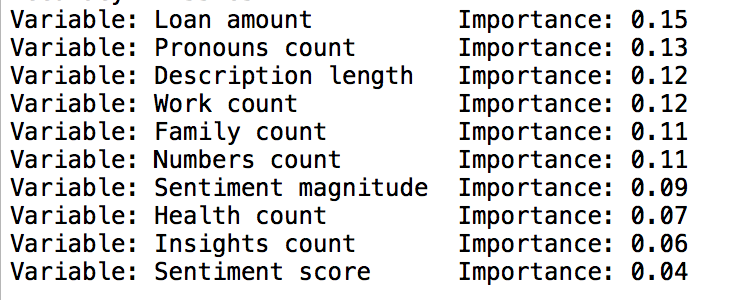 Variable: Loan amount Importance: 0.15
Variable: Pronouns count Importance: 0.13
Variable: Description length Importance: 0.12
Variable: Work count Importance: 0.12
Variable: Family count Importance: 0.11
Variable: Numbers count Importance: 0.11
Variable: Sentiment magnitude Importance: 0.09
Variable: Health count Importance: 0.07
Variable: Insights count Importance: 0.06
Variable: Sentiment score Importance: 0.04